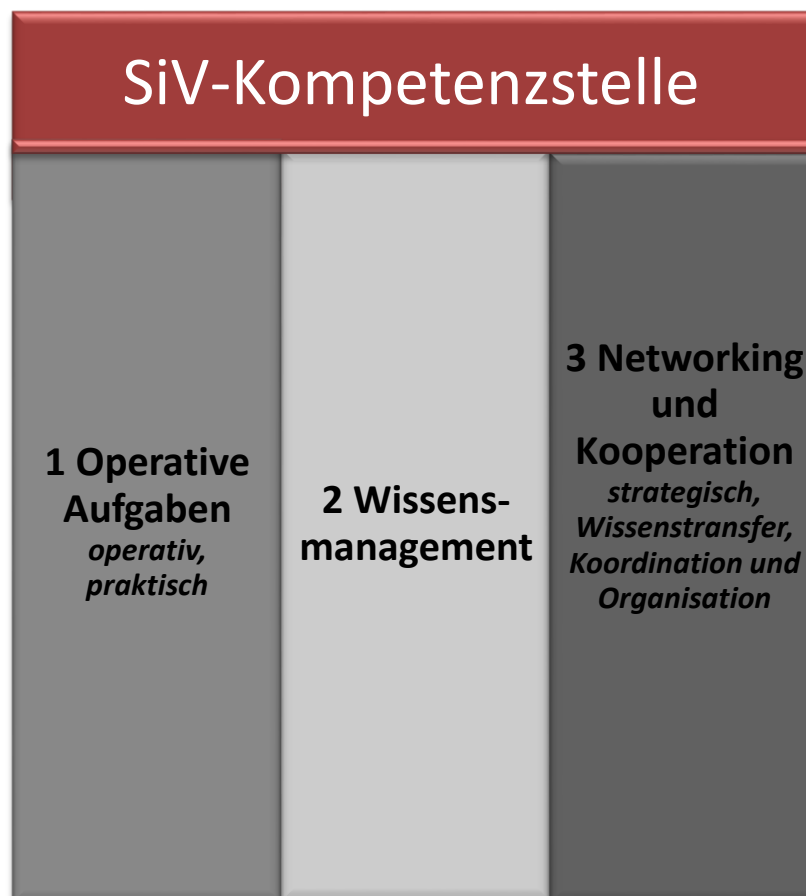 SiV-Kompetenzstelle
1 Operative
Aufgaben
operativ,
praktisch
2 Wissens-
management
3 Networking
und
Kooperation
strategisch,
Wissenstransfer,
Koordination und
Organisation